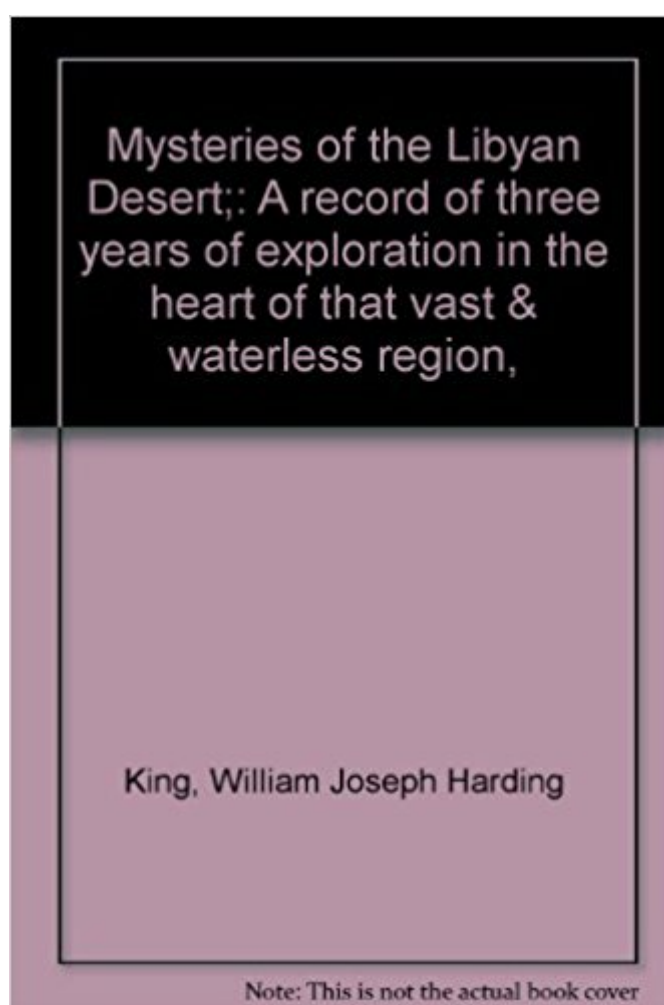 Mysteries of the Libyan
Desert;: A record of three
years of exploration in the
heart of that vast &
waterless region,
King, William Joseph Harding
Note: This is not the actual book cover